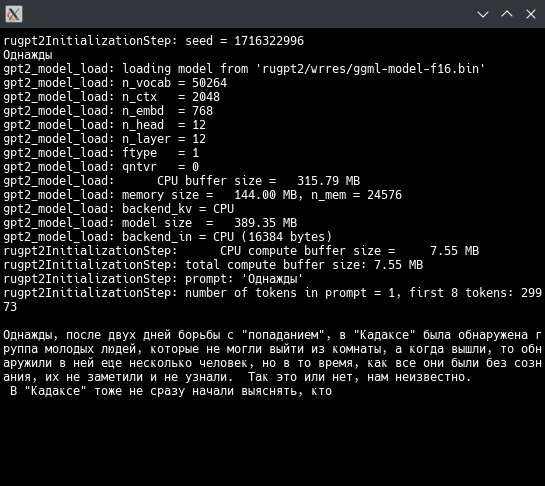 rugpt2InitializationStep: seed = 1716322996
Однажды
gpt2_model_load: loading model from 'rugpt2/wrres/ggml-model-f16.bin'
gpt2_model_load: n_vocab = 50264
gpt2_model_load: n_ctx   = 2048
gpt2_model_load: n_embd  = 768
gpt2_model_load: n_head  = 12
gpt2_model_load: n_layer = 12
gpt2_model_load: ftype   = 1
gpt2_model_load: qntvr   = 0
gpt2_model_load:      CPU buffer size =   315.79 MB
gpt2_model_load: memory size =   144.00 MB, n_mem = 24576
gpt2_model_load: backend_kv = CPU
gpt2_model_load: model size  =   389.35 MB
gpt2_model_load: backend_in = CPU (16384 bytes)
rugpt2InitializationStep:      CPU compute buffer size =     7.55 MB
rugpt2InitializationStep: total compute buffer size: 7.55 MB
rugpt2InitializationStep: prompt: 'Однажды'
rugpt2InitializationStep: number of tokens in prompt = 1, first 8 tokens: 299
73
Однажды, после двух дней борьбы с "попаданием", в "Кадаксе" была обнаружена г
руппа молодых людей, которые не могли выйти из комнаты, а когда вышли, то обн
аружили в ней еще несколько человек, но в то время, как все они были без созн
ания, их не заметили и не узнали.  Так это или нет, нам неизвестно.
 В "Кадаксе" тоже не сразу начали выяснять, кто